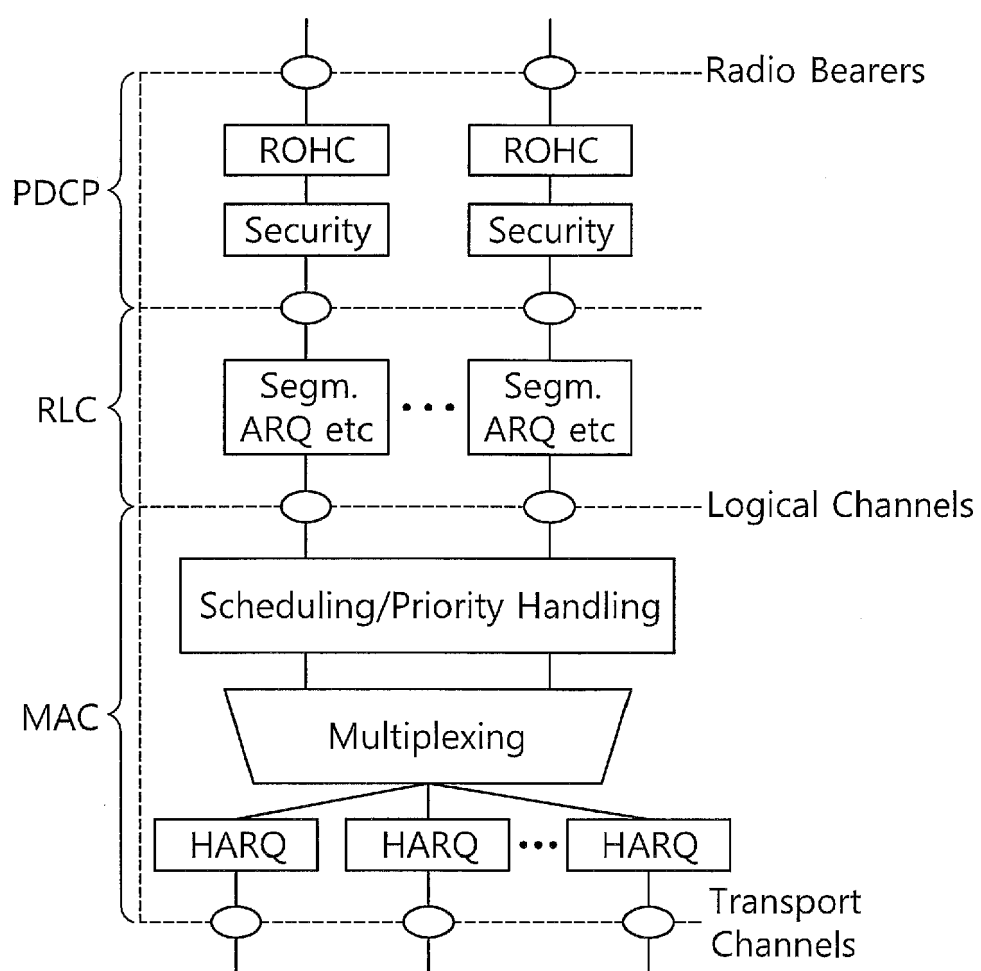 Radio Bearers
ROHC
ROHC
PDCP
Security
Security
RLC
Segm.
ARQ etc
Segm.
ARQ etc
Logical Channels
Scheduling/Priority Handling
MAC
Multiplexing
HARQ
HARQ
HARQ
Transport
Channels